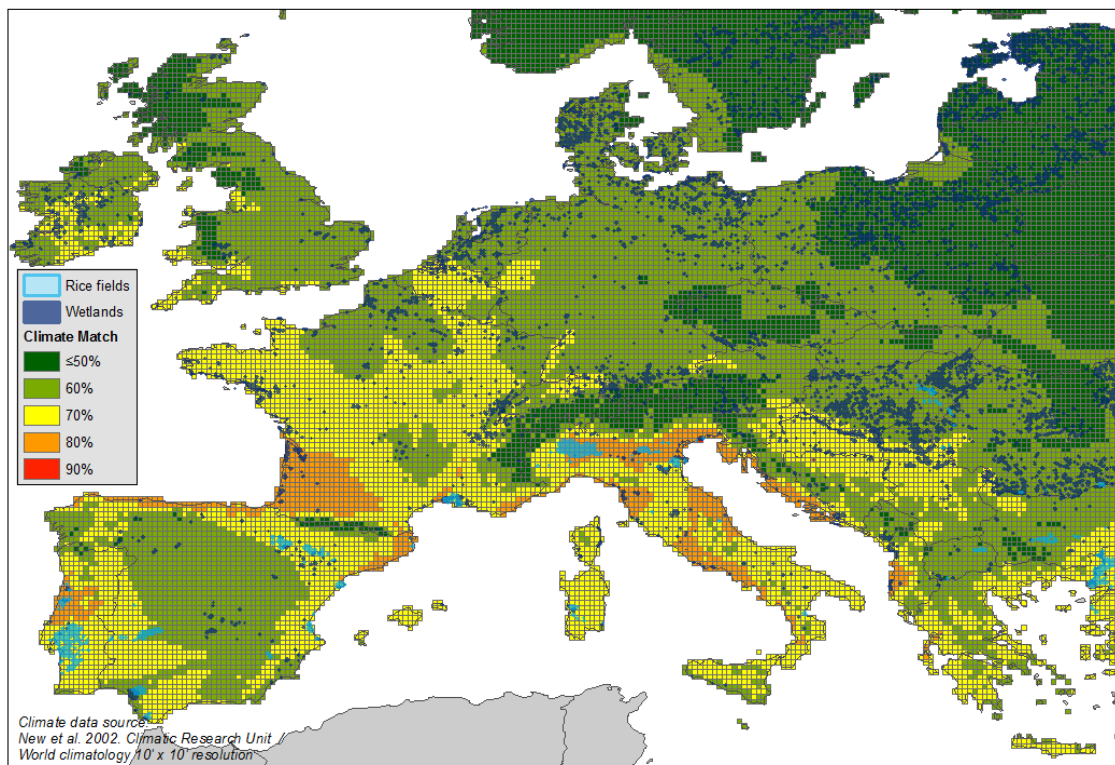 Rice fields
Wetlands
Climate Match
≤50%
60%
70%
80%
90%
Climate data source:
New et al. 2002. Climatic Research Unit
World climatology 10' x 10' resolution